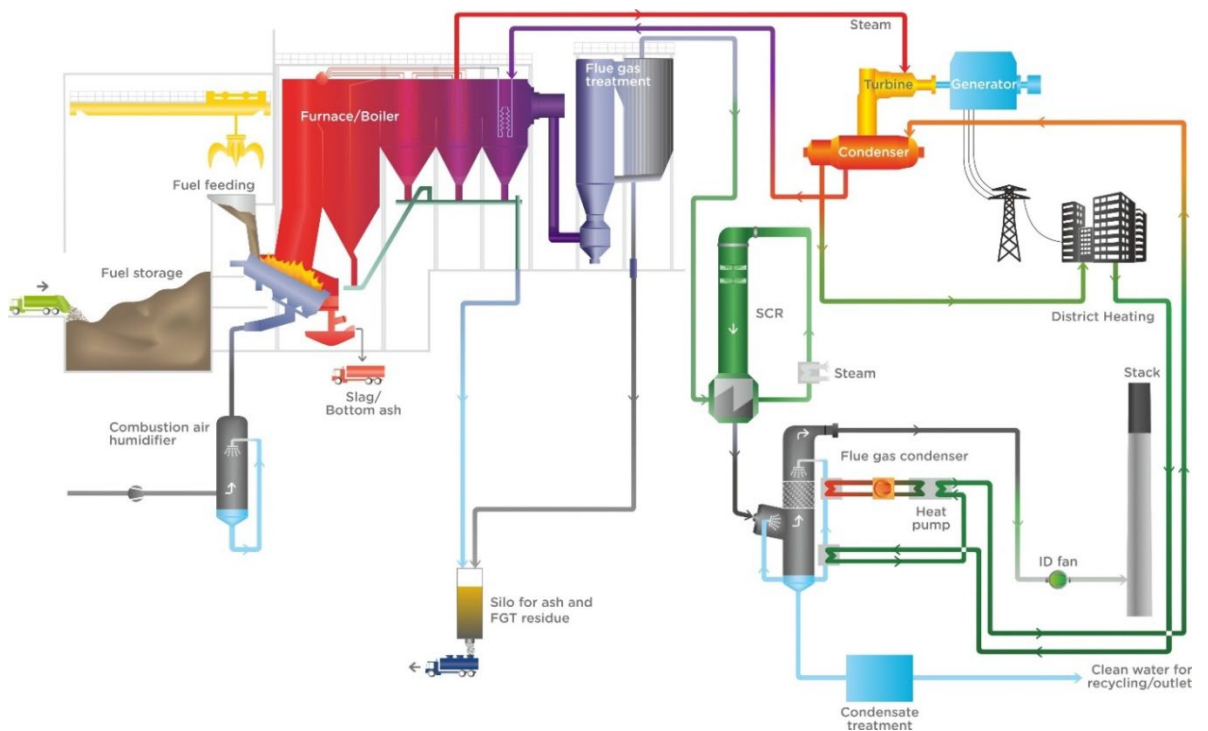 Steam
Flue gas
treatment
Turbine
Generator
Furnace/Boiler
Condenser
Fuel feeding
Fuel storage
SCR
District Heating
Steam
Stack
Slag/
Bottom ash
Combustion air
humidifier
Flue gas condenser
Heat
pump
ID fan
Silo for ash and
FGT residue
Clean water for
recycling/outlet
Condensate
treatment